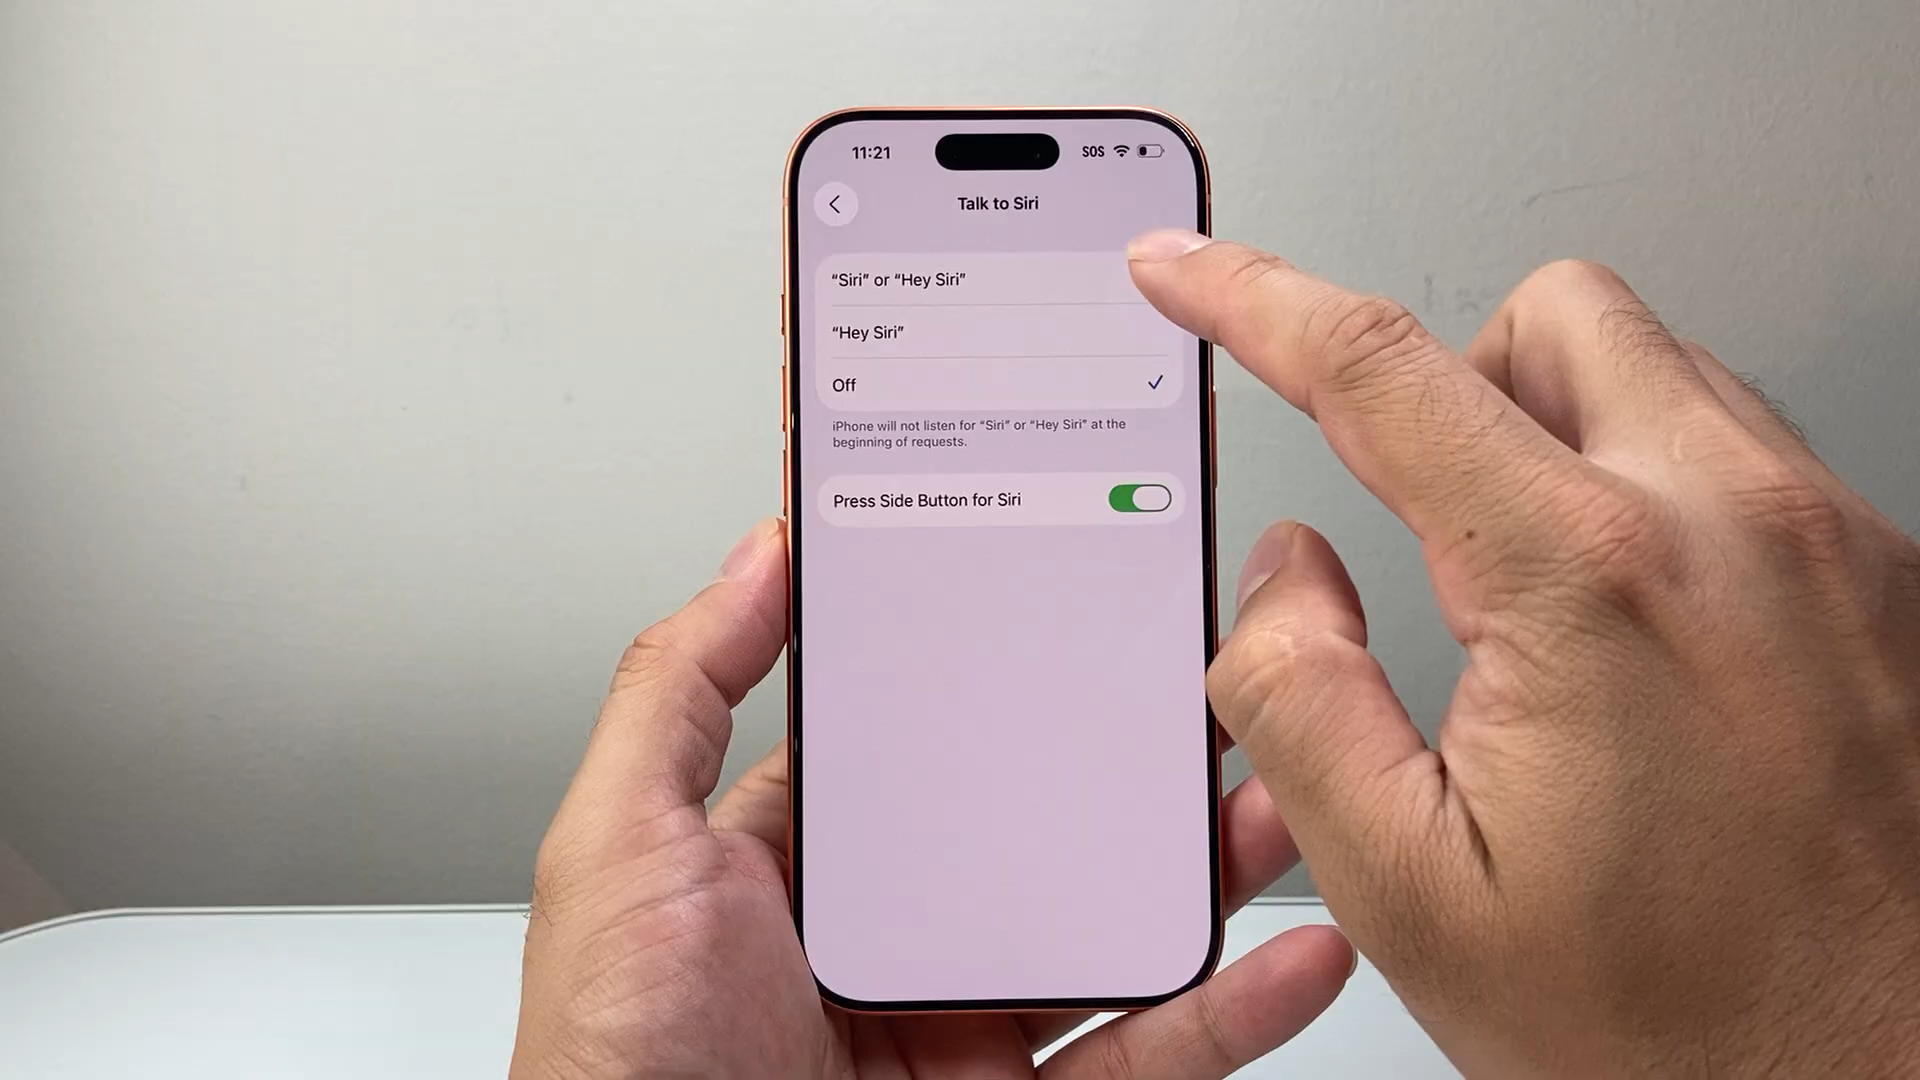 11:21
SOS
Talk to Siri
“Siri” or “Hey Siri”
“Hey Siri”
Off
iPhone will not listen for “Siri” or “Hey Siri” at the
beginning of requests.
Press Side Button for Siri